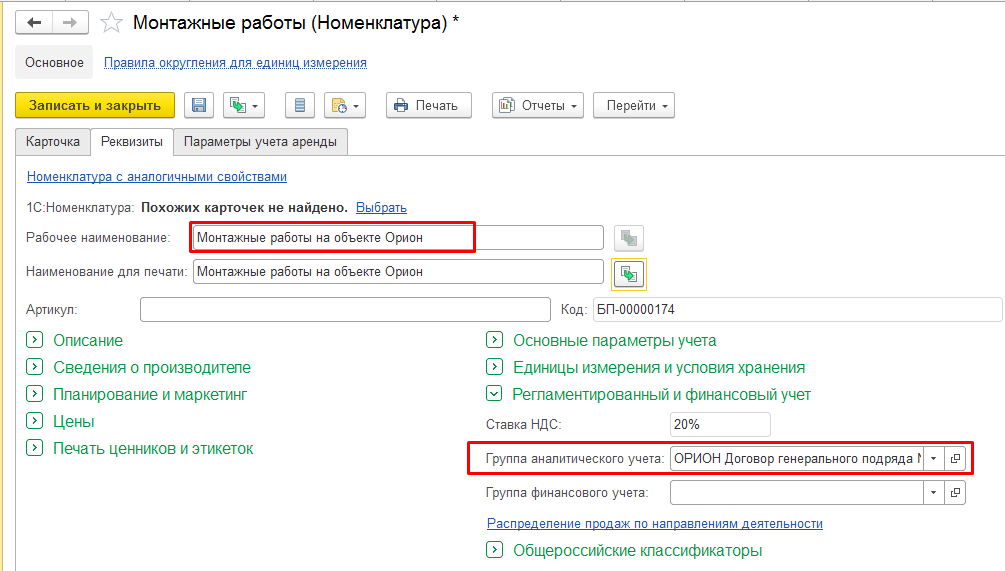 Монтажные работы (Номенклатура) *
Основное Правила округления для единиц измерения
Записать и закрыть Печать Отчеты Перейти
Карточка Реквизиты Параметры учета аренды
Номенклатура с аналогичными свойствами
1С:Номенклатура: Похожих карточек не найдено. Выбрать
Рабочее наименование: Монтажные работы на объекте Орион
Наименование для печати: Монтажные работы на объекте Орион
Артикул: Код: БП-00000174
Описание Основные параметры учета
Сведения о производителе Единицы измерения и условия хранения
Планирование и маркетинг Регламентированный и финансовый учет
Цены Ставка НДС: 20%
Печать ценников и этикеток Группа аналитического учета: ОРИОН Договор генерального подряда
Группа финансового учета:
Распределение продаж по направлениям деятельности
Общероссийские классификаторы